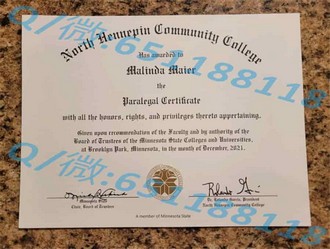 North Hennepin Community College
Has awarded to
Malinda Maier
the
Paralegal Certificate
with all the honors, rights, and privileges thereto appertaining.
Given upon recommendation of the Faculty and by authority of the
Board of Trustees of the Minnesota State Colleges and Universities,
at Brooklyn Park, Minnesota, in the month of December, 2021.
Chair, Board of Trustees
Dr. Rolando García, President
North Hennepin Community College
A member of Minnesota State
Q/微:651188118
Q/微:651188118